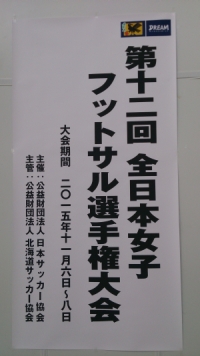 DREAM
第十二回 全日本女子
フットサル選手権大会
大会期間 二〇一五年十一月六日~八日
主催:公益財団法人 日本サッカー協会
主管:公益財団法人 北海道サッカー協会